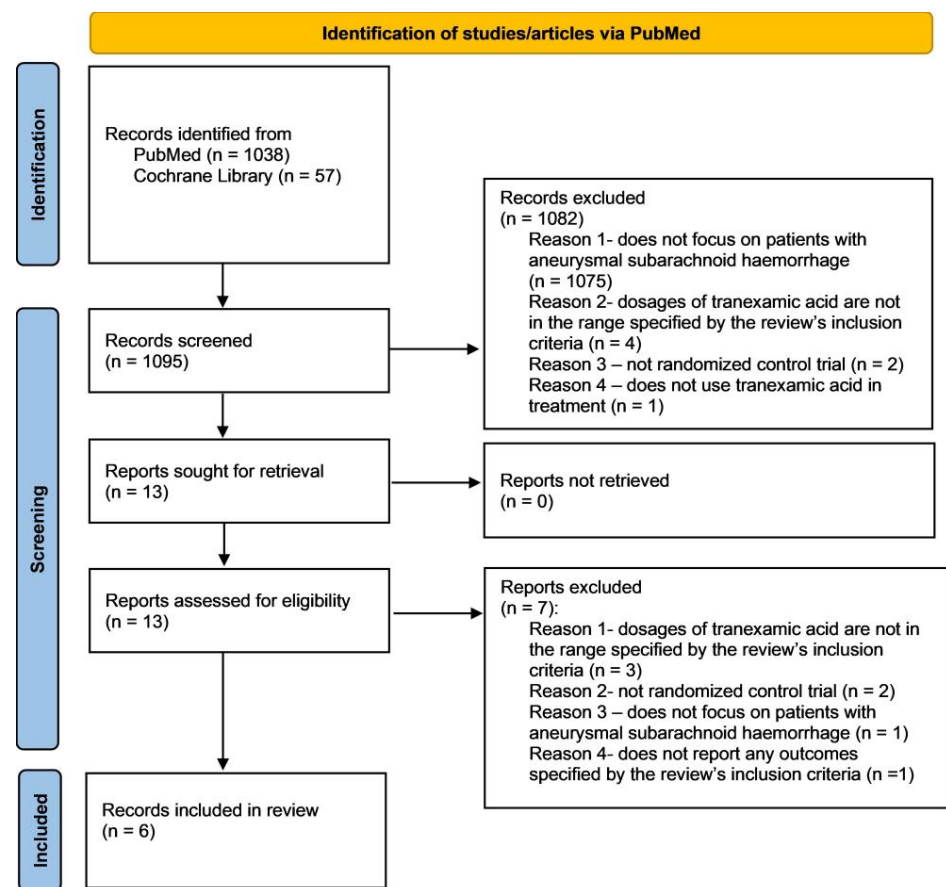 Identification of studies/articles via PubMed
Identification
Records identified from
PubMed (n = 1038)
Cochrane Library (n = 57)
Records excluded
(n = 1082)
Reason 1- does not focus on patients with
aneurysmal subarachnoid haemorrhage
(n = 1075)
Reason 2- dosages of tranexamic acid are not
in the range specified by the review’s inclusion
criteria (n = 4)
Reason 3 – not randomized control trial (n = 2)
Reason 4 – does not use tranexamic acid in
treatment (n = 1)
Screening
Records screened
(n = 1095)
Reports sought for retrieval
(n = 13)
Reports not retrieved
(n = 0)
Reports assessed for eligibility
(n = 13)
Reports excluded
(n = 7):
Reason 1- dosages of tranexamic acid are not in
the range specified by the review’s inclusion
criteria (n = 3)
Reason 2- not randomized control trial (n = 2)
Reason 3 – does not focus on patients with
aneurysmal subarachnoid haemorrhage (n = 1)
Reason 4- does not report any outcomes
specified by the review’s inclusion criteria (n =1)
Included
Records included in review
(n = 6)